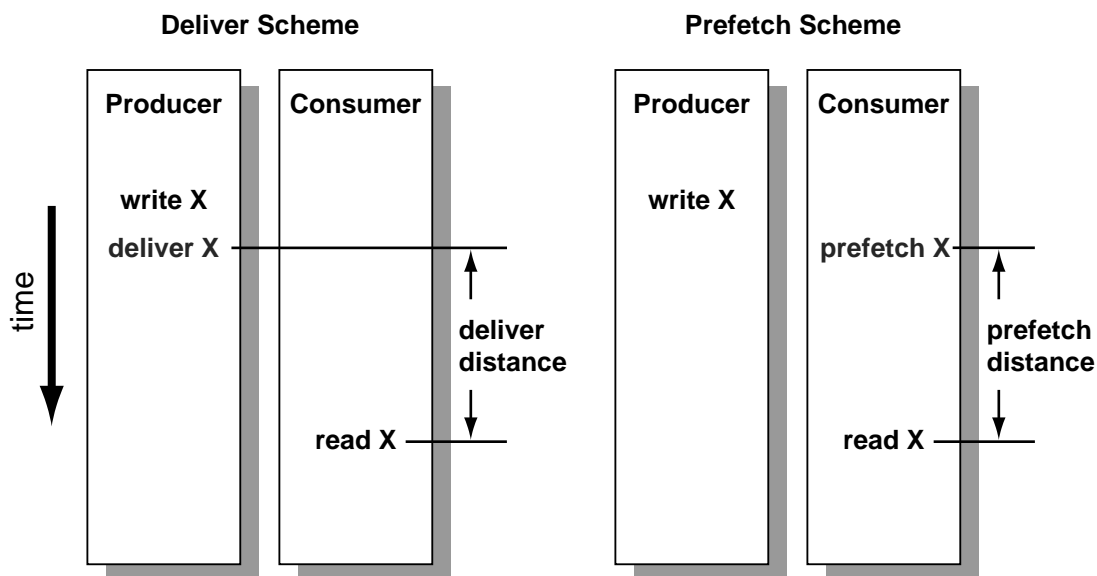 Deliver Scheme
Prefetch Scheme
Producer
Consumer
Producer
Consumer
write X
write X
deliver X
prefetch X
time
deliver
distance
prefetch
distance
read X
read X